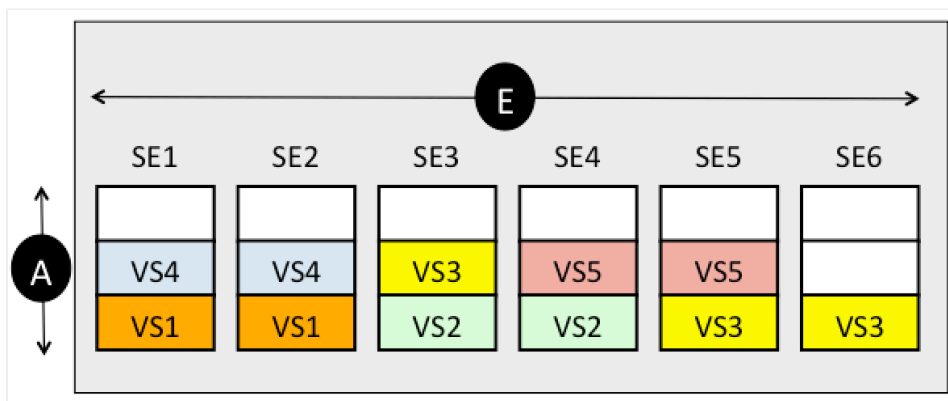 E
SE1 SE2 SE3 SE4 SE5 SE6
A
VS4 VS4 VS3 VS5 VS5
VS1 VS1 VS2 VS2 VS3 VS3